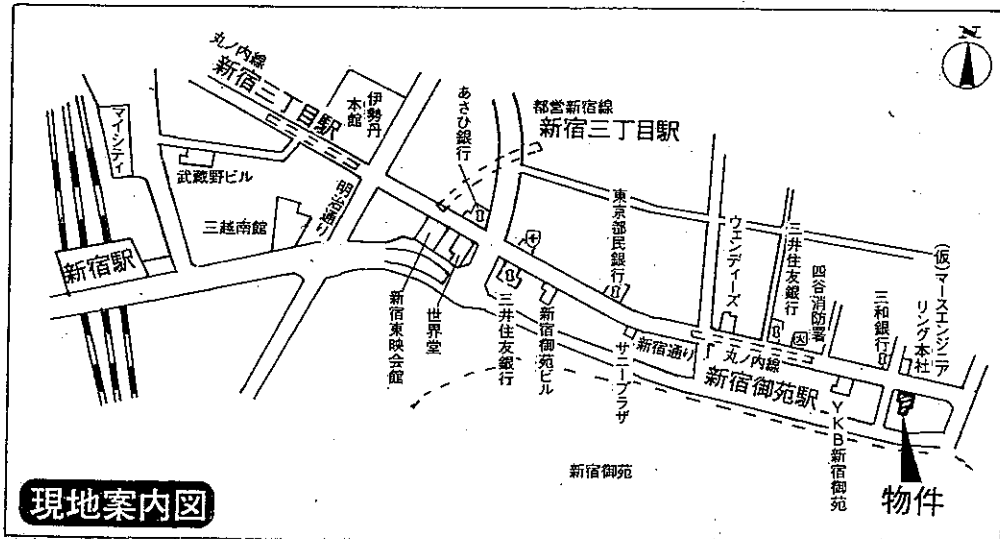 N
丸ノ内線
新宿三丁目駅
伊勢丹
本館
あさひ銀行
都営新宿線
新宿三丁目駅
マイシティ
武蔵野ビル
三越南館
明治通り
新宿駅
新宿東映会館
世界堂
三井住友銀行
新宿御苑ビル
東京都民銀行
サニープラザ
新宿通り
ウェンディーズ
三井住友銀行
四谷消防署
三和銀行
(仮)マースエンジニア
リング本社
丸ノ内線
新宿御苑駅
YKB新宿御苑
新宿御苑
物件
現地案内図